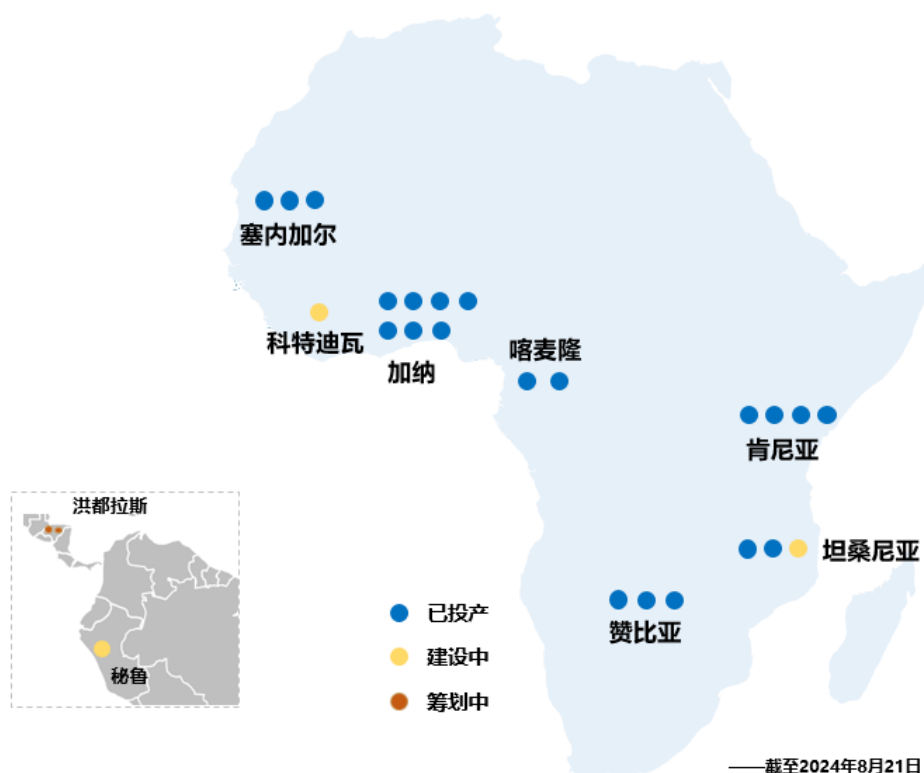 塞内加尔
科特迪瓦
加纳
喀麦隆
肯尼亚
坦桑尼亚
赞比亚
洪都拉斯
秘鲁
已投产
建设中
筹划中
——截至2024年8月21日